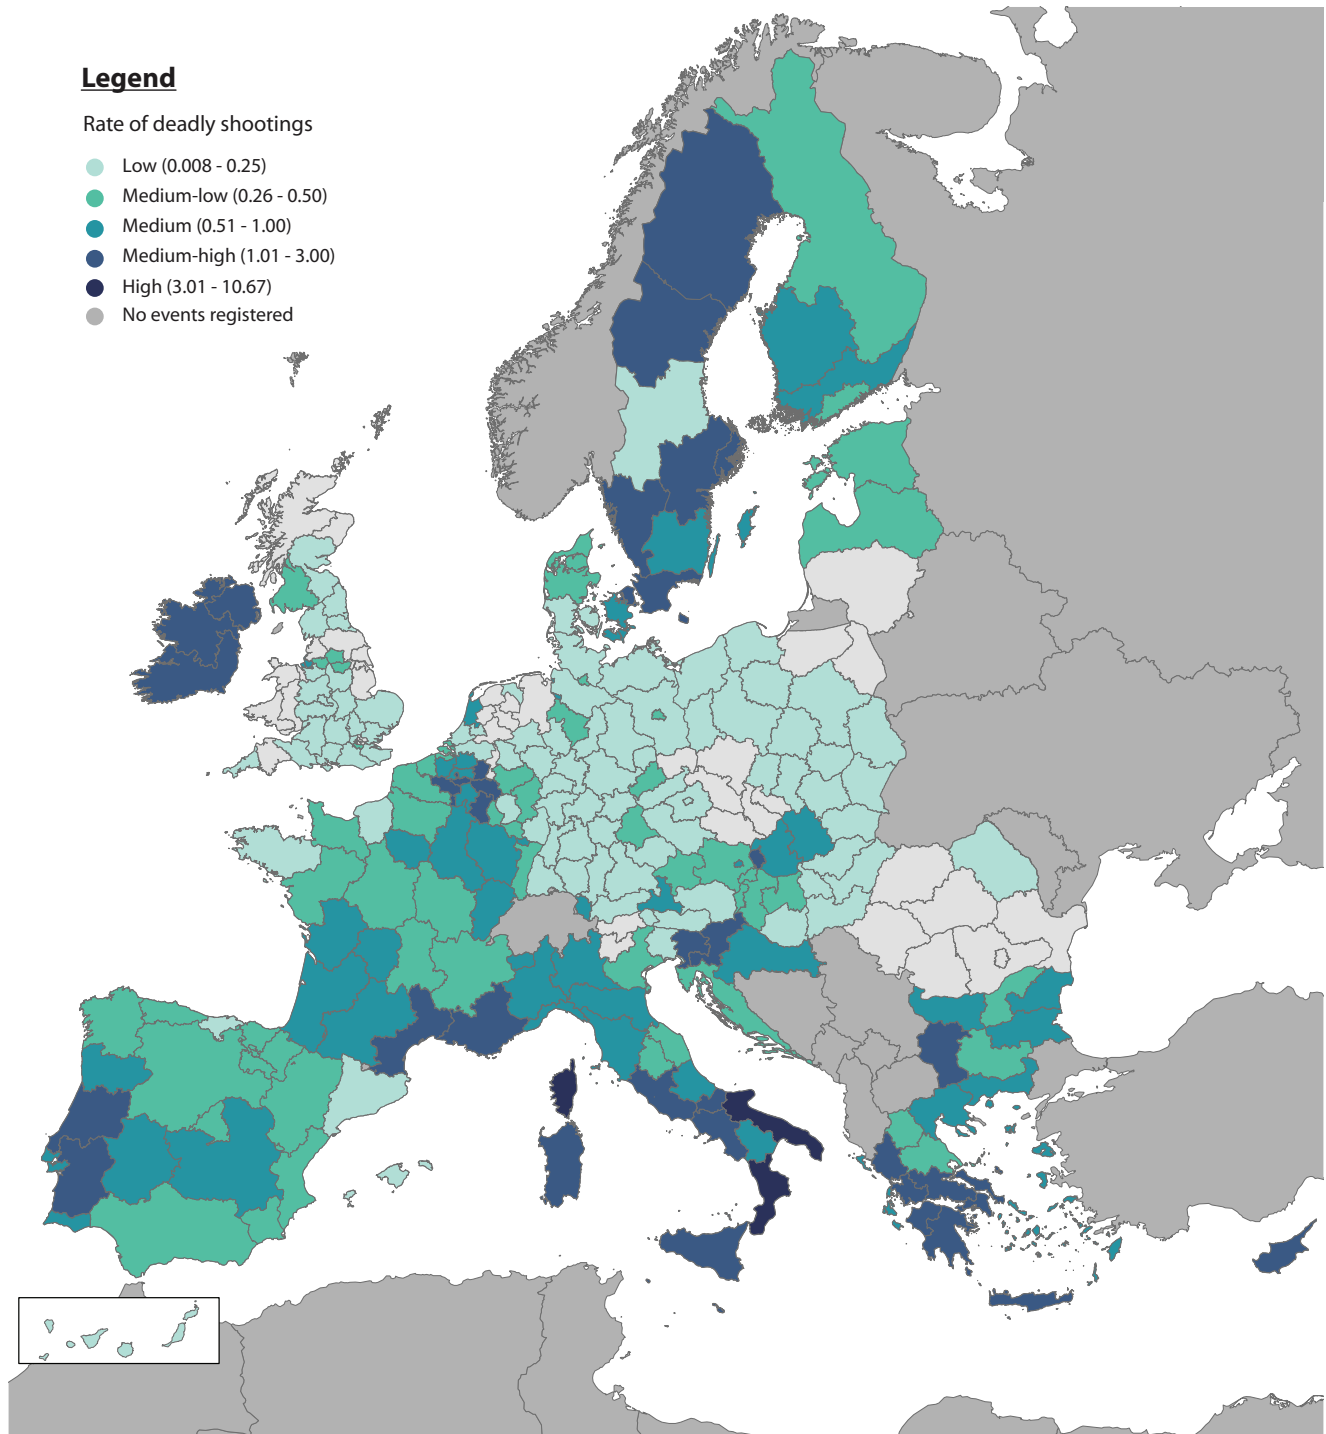 Legend
Rate of deadly shootings
Low (0.008 - 0.25)
Medium-low (0.26 - 0.50)
Medium (0.51 - 1.00)
Medium-high (1.01 - 3.00)
High (3.01 - 10.67)
No events registered